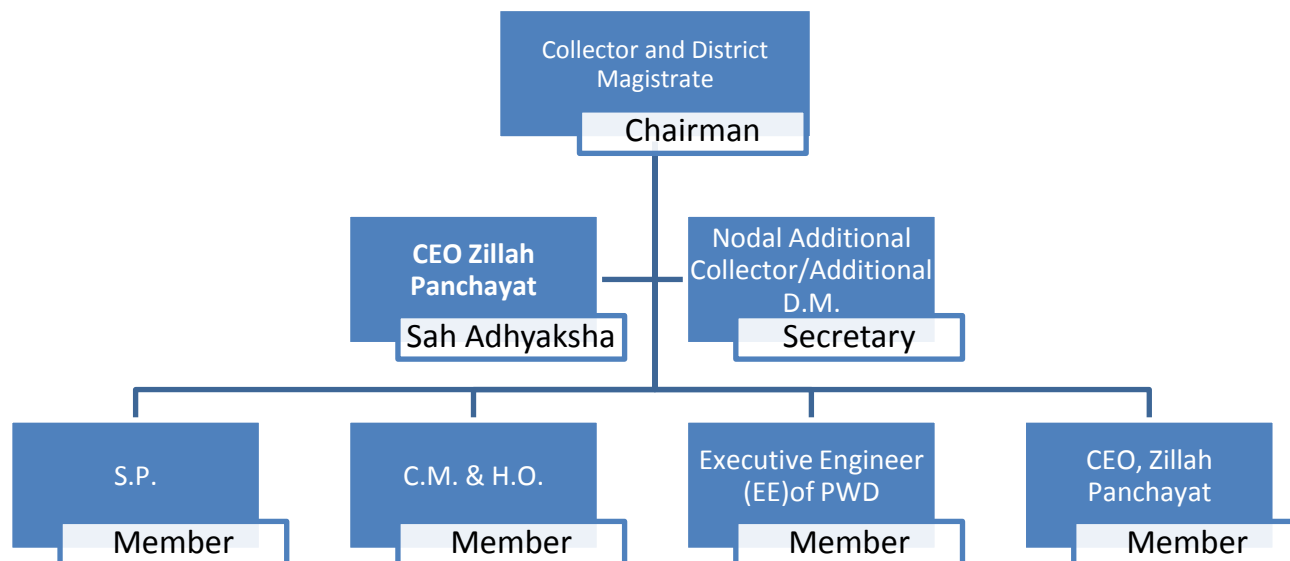 Collector and District
Magistrate
Chairman
CEO Zillah
Panchayat
Sah Adhyaksha
Nodal Additional
Collector/Additional
D.M.
Secretary
S.P.
Member
C.M. & H.O.
Member
Executive Engineer
(EE)of PWD
Member
CEO, Zillah
Panchayat
Member